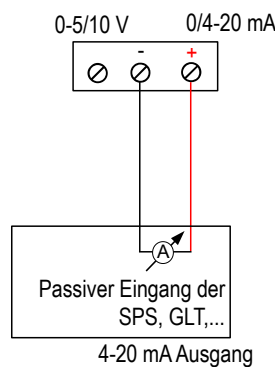 0-5/10 V
0/4-20 mA
- +
A
Passiver Eingang der
SPS, GLT,...
4-20 mA Ausgang